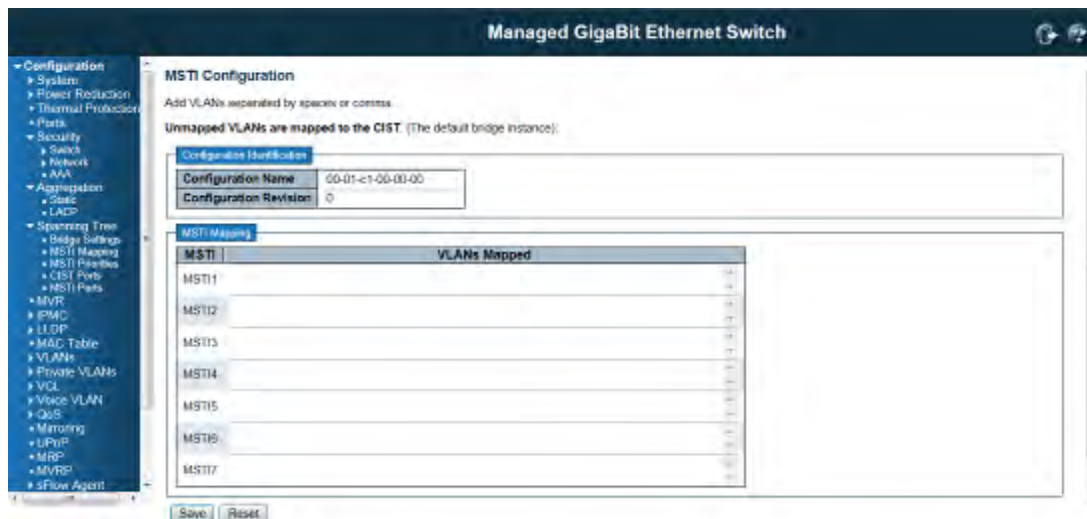 Managed GigaBit Ethernet Switch
Configuration
System
Power Reduction
Thermal Protection
Ports
Security
Switch
Network
AAA
Aggregation
Static
LACP
Spanning Tree
Bridge Settings
MSTI Mapping
MSTI Priorities
CIST Ports
MSTI Ports
MVR
IPMC
LLDP
MAC Table
VLANs
Private VLANs
VCL
Voice VLAN
QoS
Mirroring
UPnP
MRP
MVRP
sFlow Agent
MSTI Configuration
Add VLANs separated by spaces or comma.
Unmapped VLANs are mapped to the CIST. (The default bridge instance).
Configuration Identification
Configuration Name 00-01-c1-00-00-00
Configuration Revision 0
MSTI Mapping
MSTI VLANs Mapped
MSTI1
MSTI2
MSTI3
MSTI4
MSTI5
MSTI6
MSTI7
Save Reset